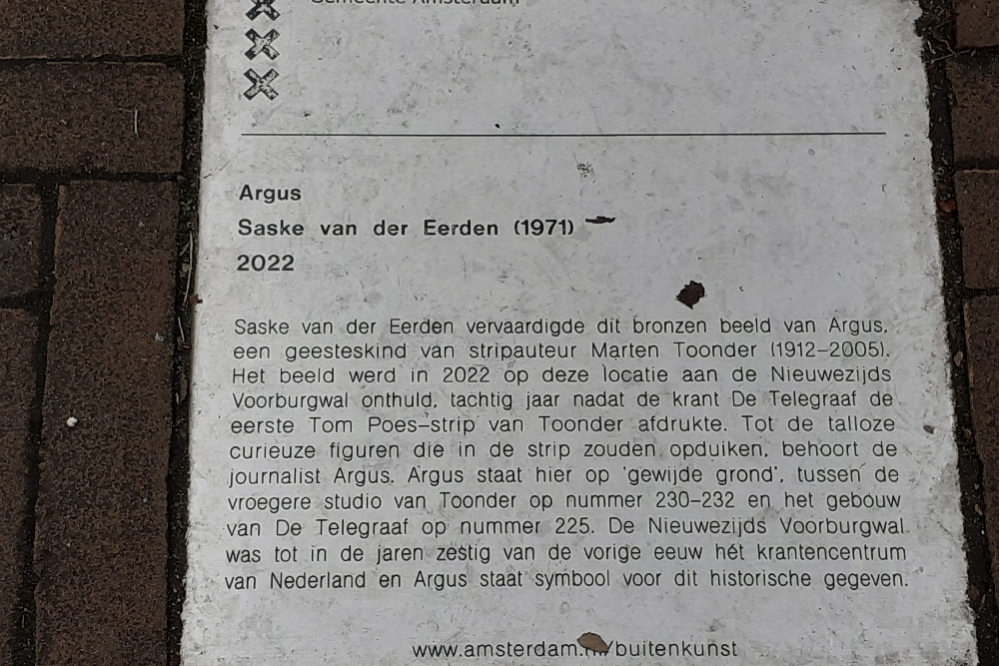 Gemeente Amsterdam
Argus
Saske van der Eerden (1971)
2022
Saske van der Eerden vervaardigde dit bronzen beeld van Argus,
een geesteskind van stripauteur Marten Toonder (1912–2005).
Het beeld werd in 2022 op deze locatie aan de Nieuwezijds
Voorburgwal onthuld, tachtig jaar nadat de krant De Telegraaf de
eerste Tom Poes–strip van Toonder afdrukte. Tot de talloze
curieuze figuren die in de strip zouden opduiken, behoort de
journalist Argus. Argus staat hier op 'gewijde grond', tussen de
vroegere studio van Toonder op nummer 230–232 en het gebouw
van De Telegraaf op nummer 225. De Nieuwezijds Voorburgwal
was tot in de jaren zestig van de vorige eeuw hét krantencentrum
van Nederland en Argus staat symbool voor dit historische gegeven.
www.amsterdam.nl/buitenkunst